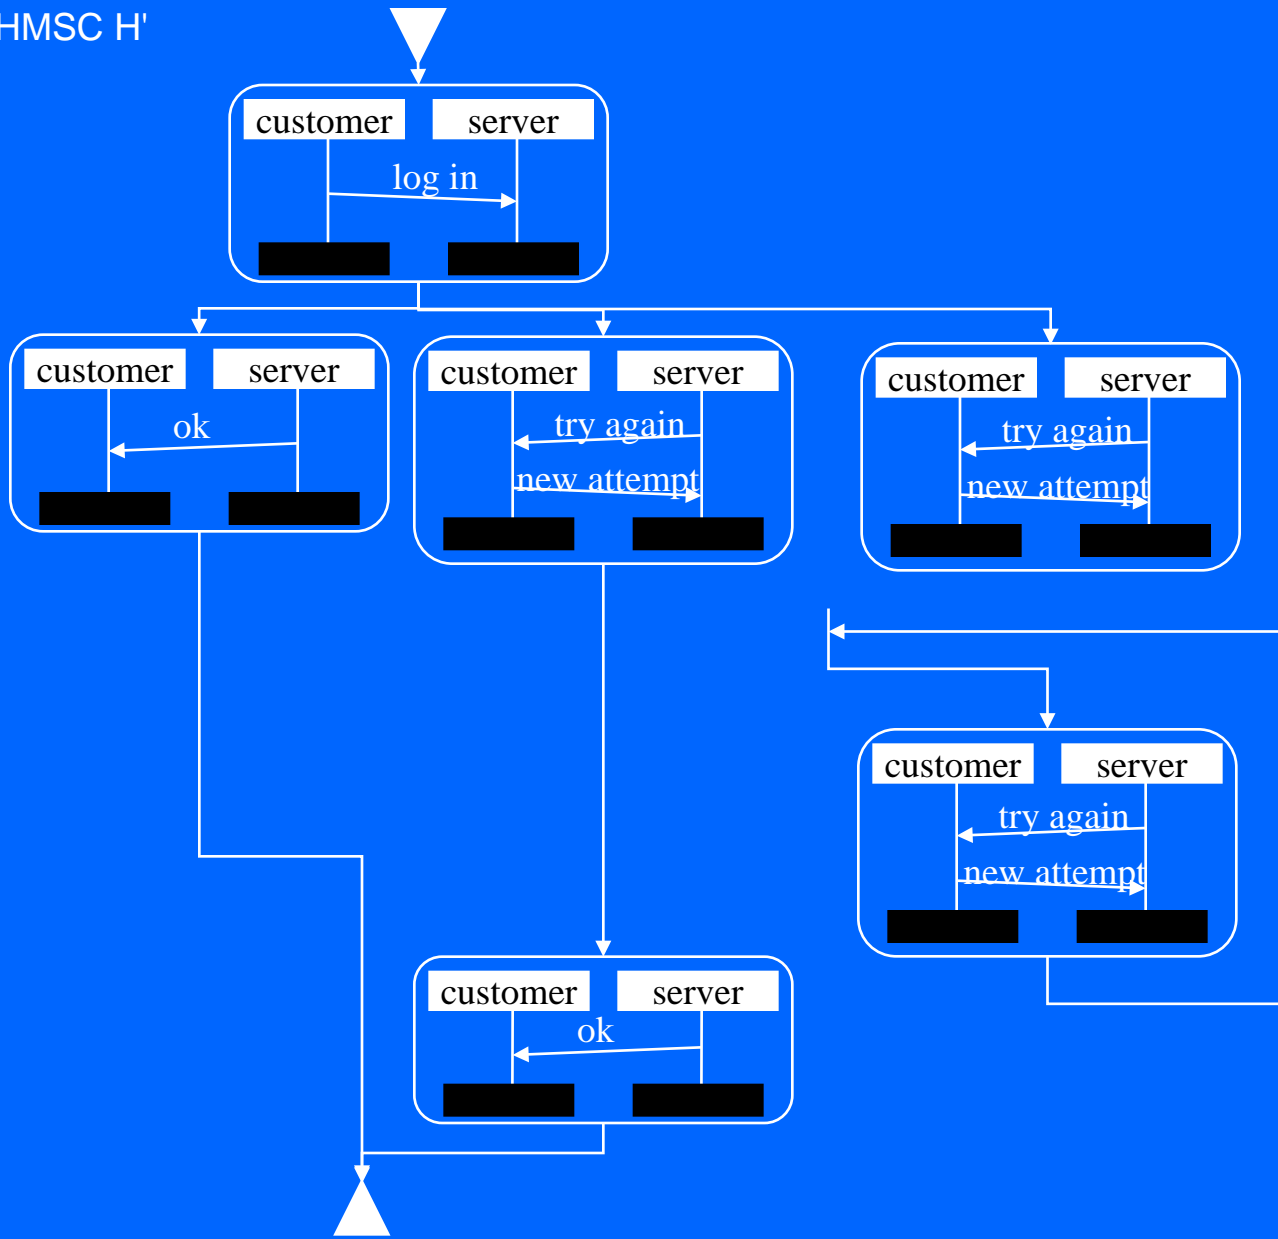 HMSC H'
customer server
log in
customer server
ok
customer server
try again
new attempt
customer server
try again
new attempt
customer server
try again
new attempt
customer server
ok